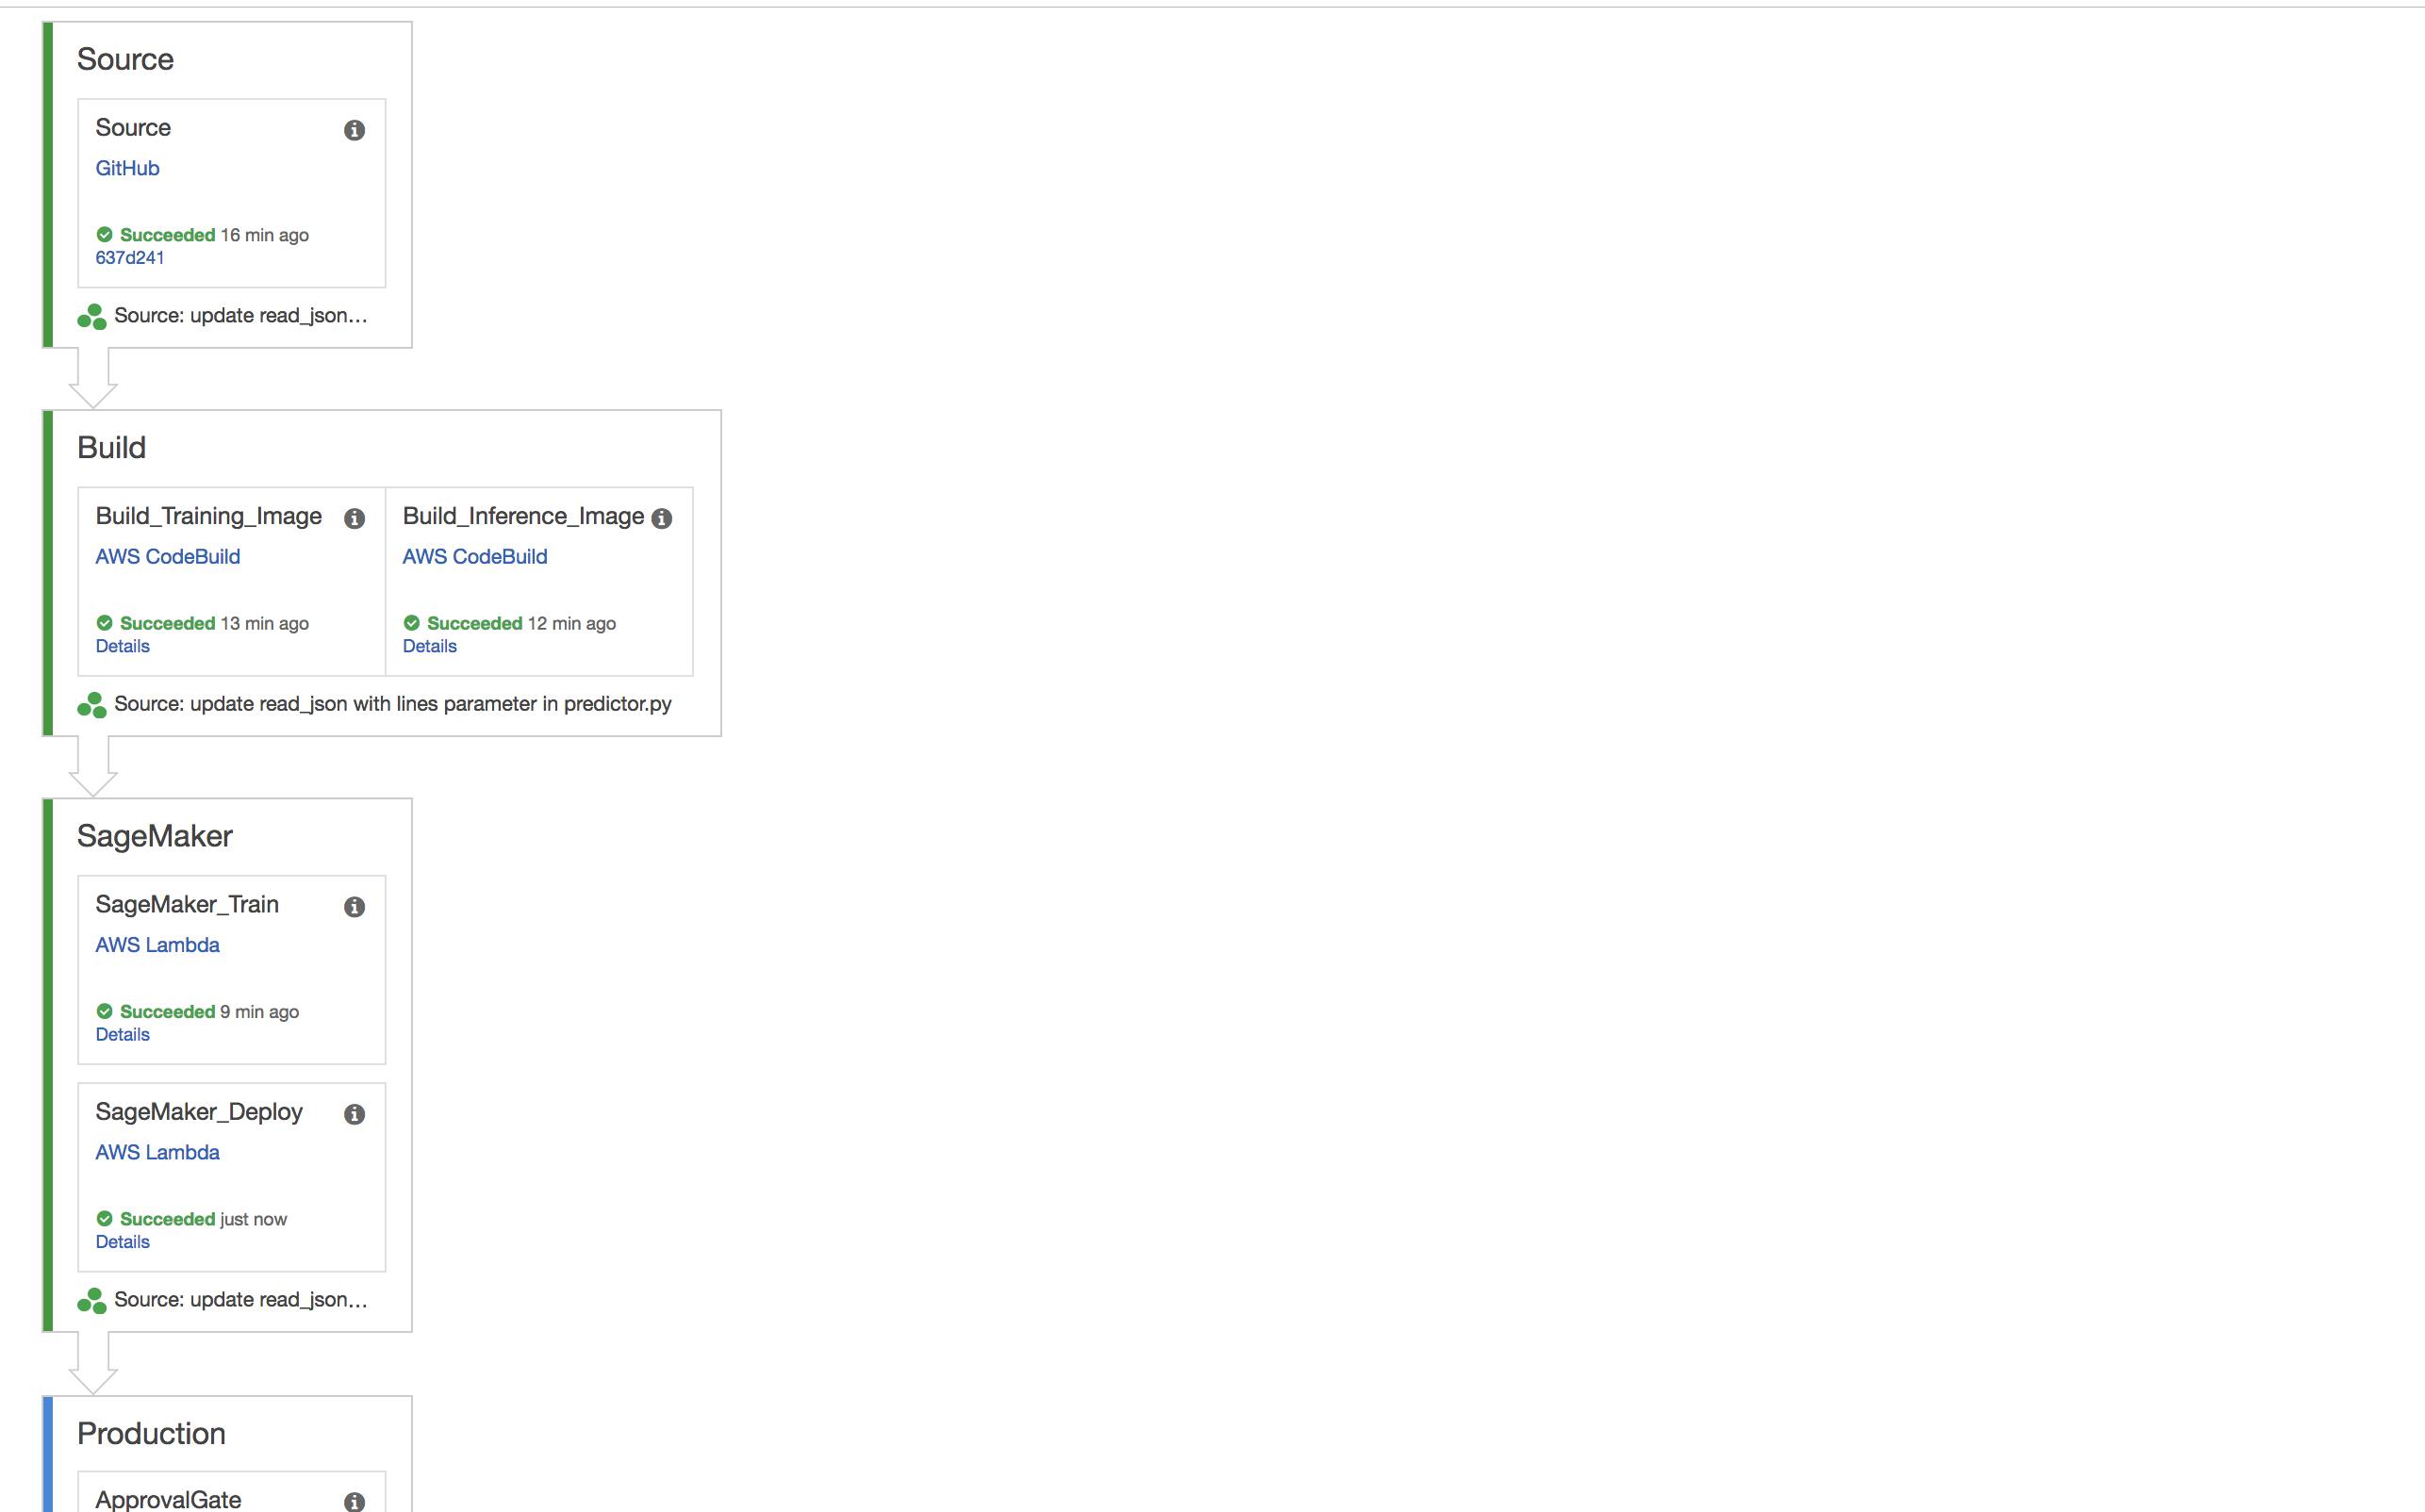 Source
Source
GitHub
Succeeded 16 min ago
637d241
Source: update read_json…
Build
Build_Training_Image
AWS CodeBuild
Succeeded 13 min ago
Details
Build_Inference_Image
AWS CodeBuild
Succeeded 12 min ago
Details
Source: update read_json with lines parameter in predictor.py
SageMaker
SageMaker_Train
AWS Lambda
Succeeded 9 min ago
Details
SageMaker_Deploy
AWS Lambda
Succeeded just now
Details
Source: update read_json…
Production
ApprovalGate